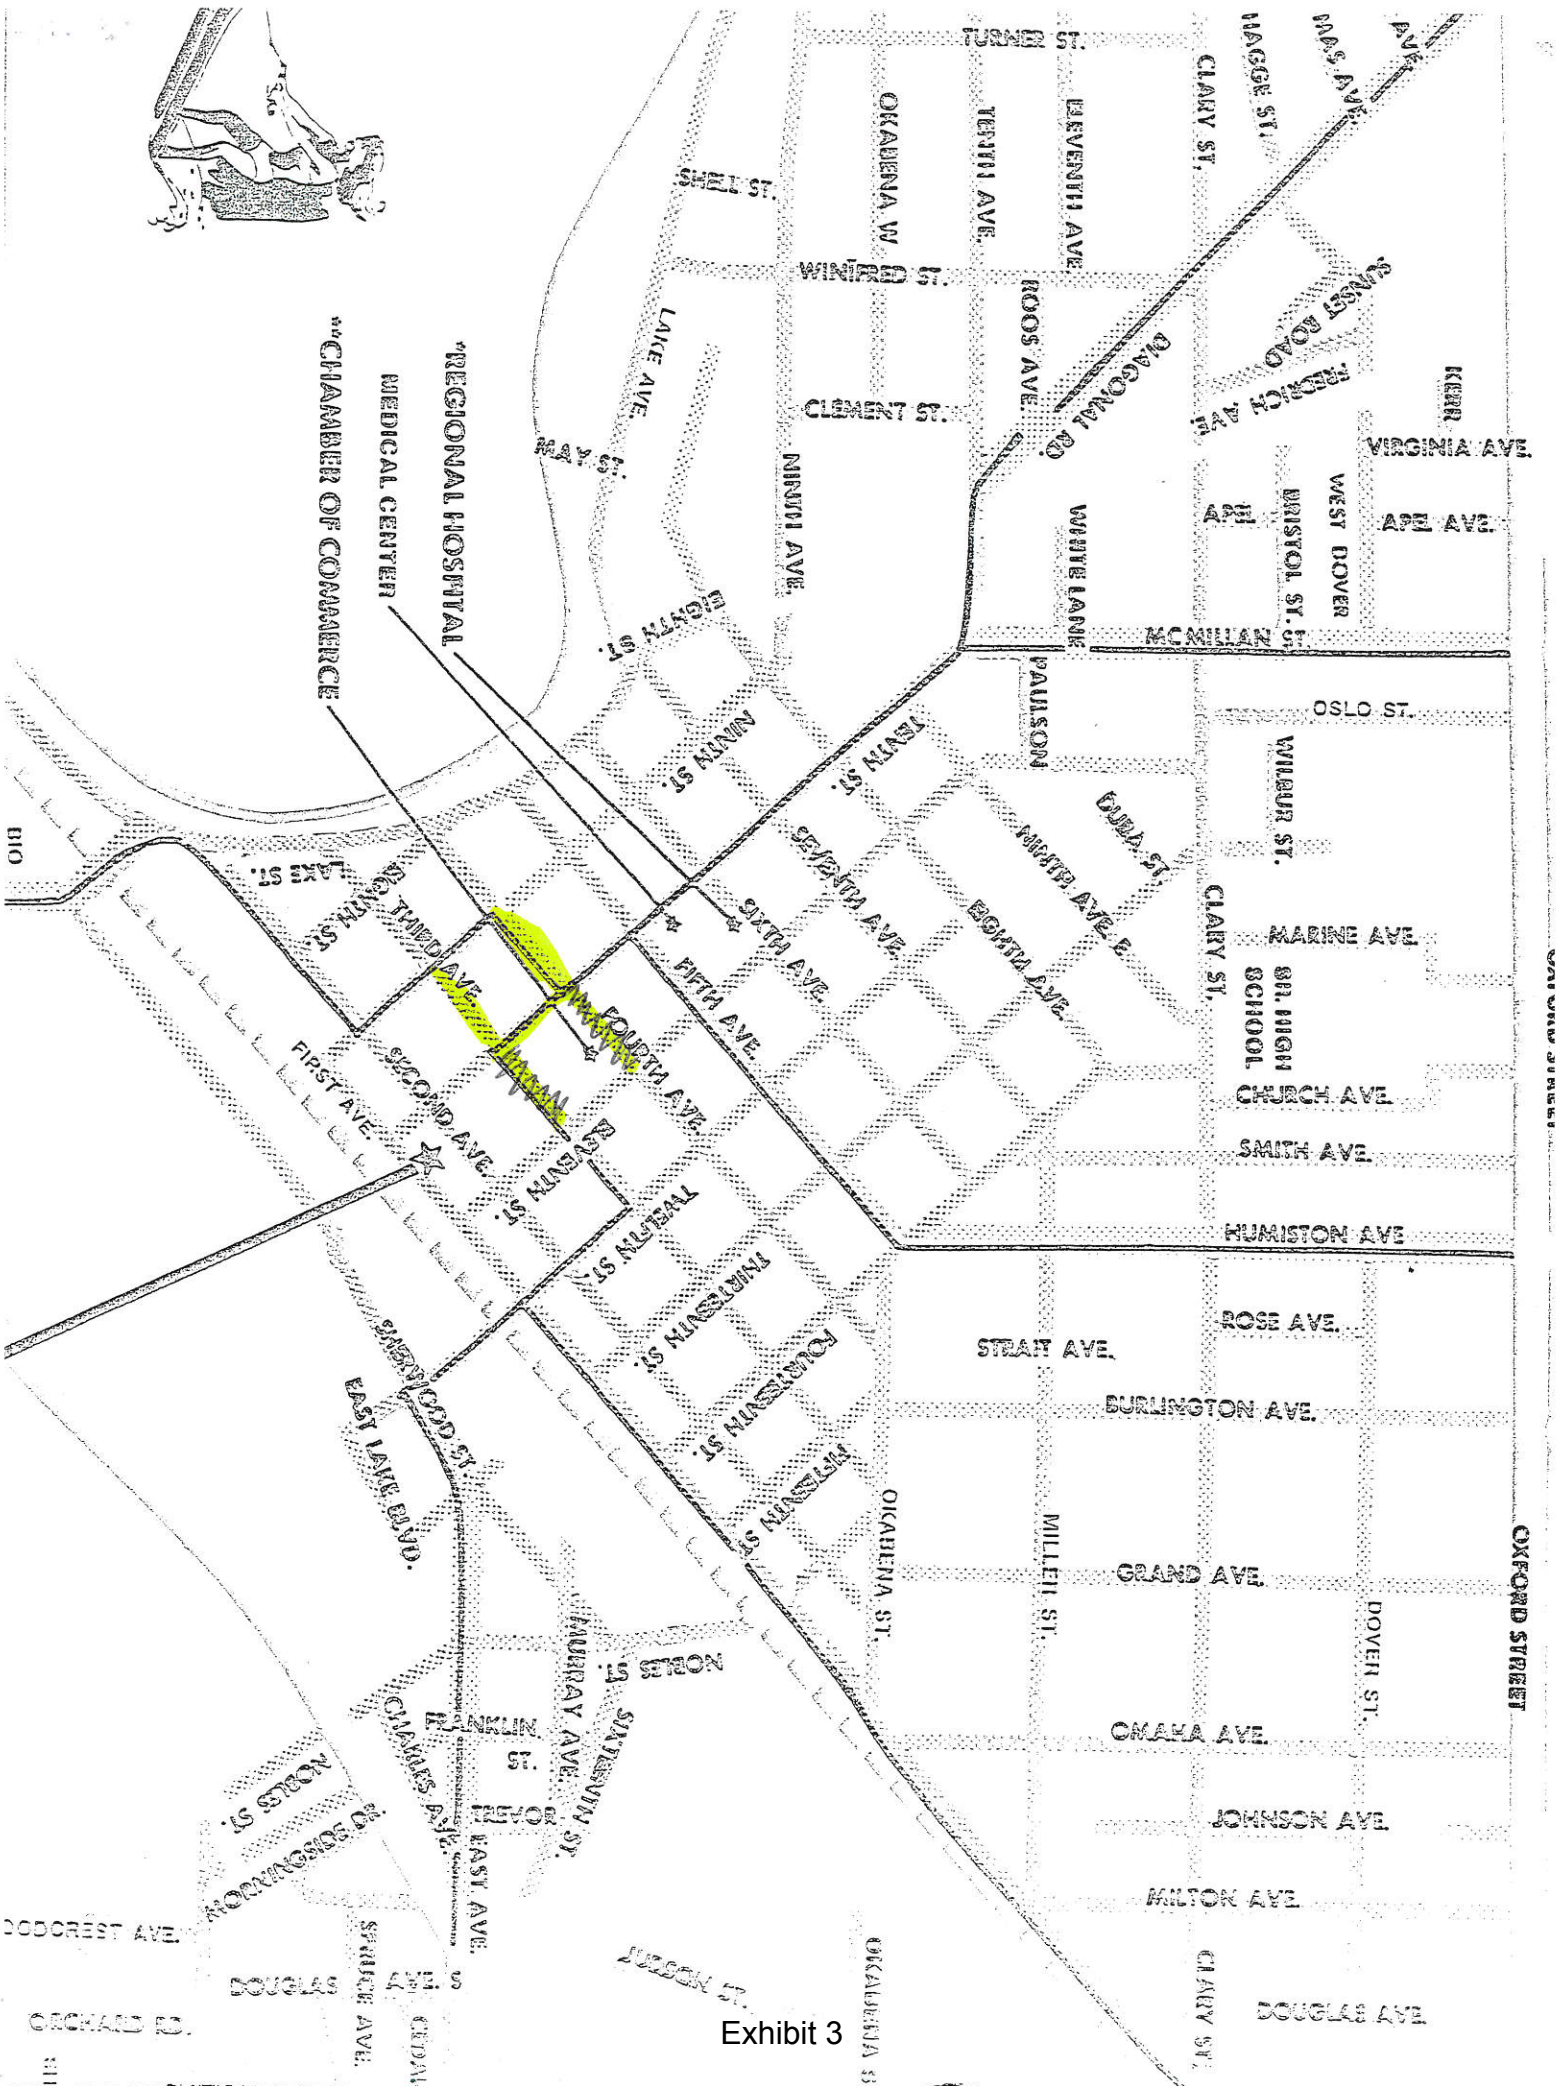 TURNER ST.
CLARY ST.
HAGGE ST.
AVE.
OKABENA W
TENTH AVE.
ELEVENTH AVE
SHELL ST.
WINIFRED ST.
SUNSET ROAD
LAKE AVE.
ROOS AVE.
DIAGONAL RD.
FREDRICH AVE.
KERR
CLEMENT ST.
VIRGINIA AVE.
MAY ST.
NINTH AVE.
"REGIONAL HOSPITAL
MEDICAL CENTER
""CHAMBER OF COMMERCE
WHITE LANE
APEL
BRISTOL ST.
WEST DOVER
APEL AVE.
EIGHTH ST.
MCMILLAN ST.
PAULSON
OSLO ST.
NINTH ST.
TENTH ST.
WILBUR ST.
DUBA ST.
NINTH AVE E.
SEVENTH AVE.
EIGHTH AVE.
SIXTH AVE.
FIFTH AVE.
FOURTH AVE.
CLARY ST.
MARINE AVE.
SR. HIGH
SCHOOL
BIO
LAKE ST.
EIGHTH ST.
THIRD AVE.
SECOND AVE.
FIRST AVE.
CHURCH AVE.
SMITH AVE.
ELEVENTH ST.
TWELFTH ST.
THIRTEENTH ST.
FOURTEENTH ST.
FIFTEENTH ST.
HUMISTON AVE
ROSE AVE.
STRAIT AVE.
BURLINGTON AVE.
SHERWOOD ST.
EAST LAKE BLVD.
OKABENA ST.
MILLER ST.
GRAND AVE.
DOVER ST.
OXFORD STREET
NOBLES ST.
MURRAY AVE.
SIXTEENTH ST.
FRANKLIN
ST.
CHARLES AVE.
TREVOR
EAST AVE.
OMAHA AVE.
JOHNSON AVE.
MILTON AVE.
NOBLES ST.
MORNINGSIDE DR.
SPRUCE AVE.
DOUGLAS AVE. S
ORCHARD RD.
JUDSON ST.
CLARY ST.
DOUGLAS AVE
Exhibit 3